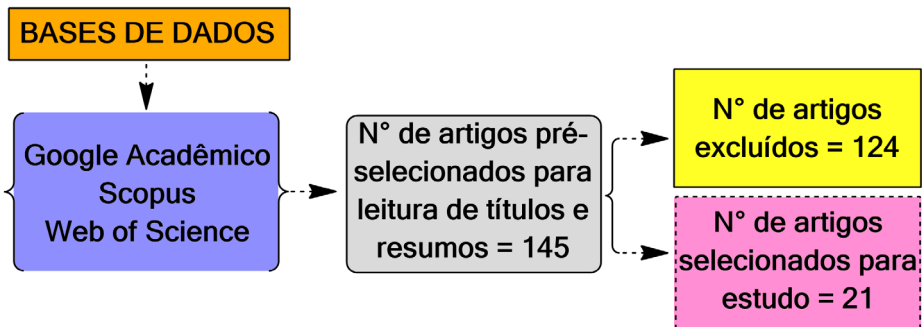 BASES DE DADOS
Google Acadêmico
Scopus
Web of Science
N° de artigos pré-
selecionados para
leitura de títulos e
resumos = 145
N° de artigos
excluídos = 124
N° de artigos
selecionados para
estudo = 21